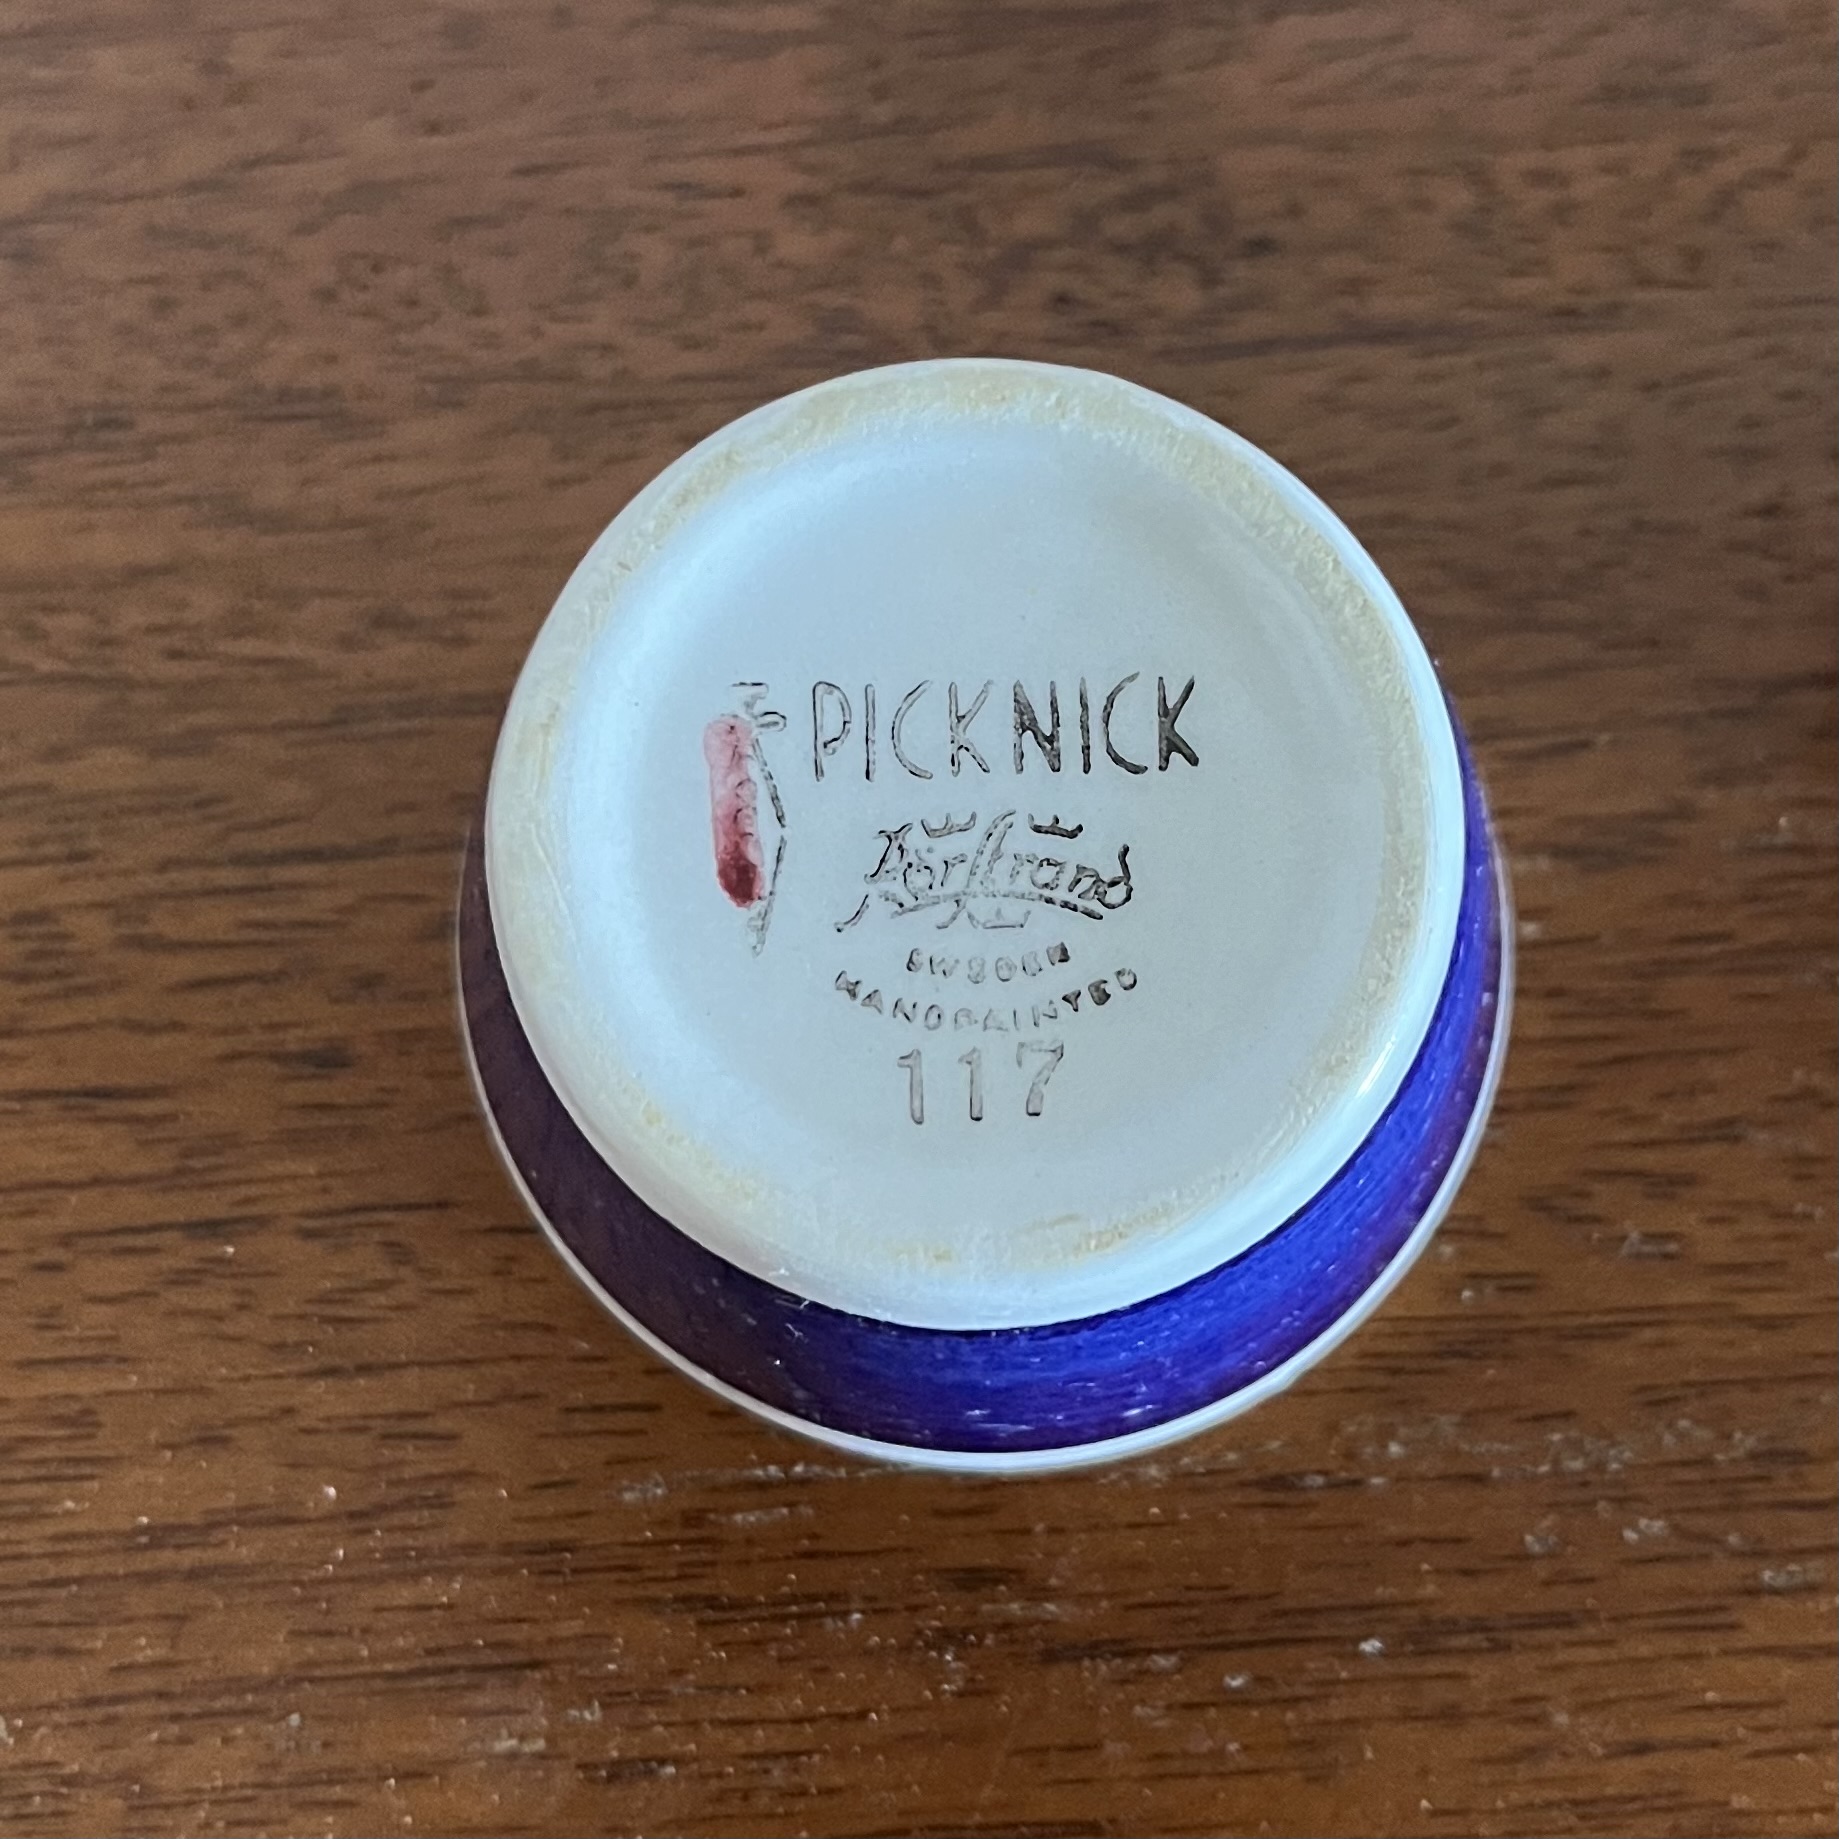 PICKNICK
Rörstrand
SWEDEN
HANDPAINTED
117